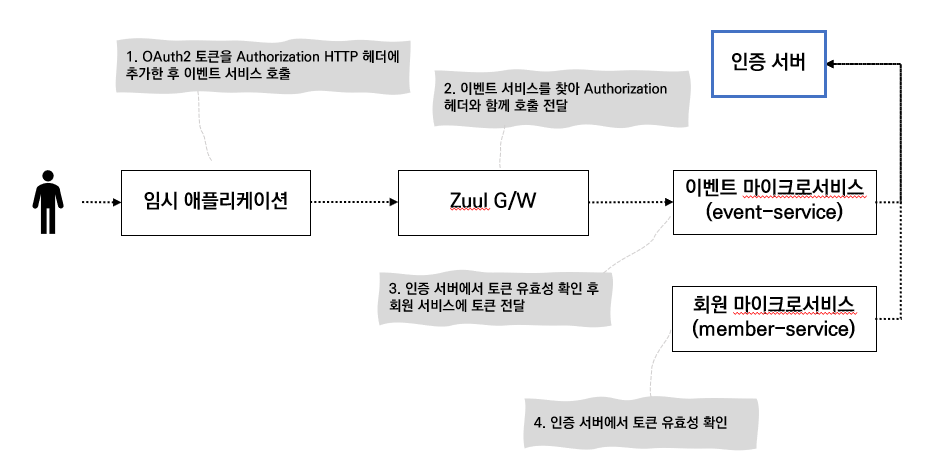 1. OAuth2 토큰을 Authorization HTTP 헤더에
추가한 후 이벤트 서비스 호출
2. 이벤트 서비스를 찾아 Authorization
헤더와 함께 호출 전달
인증 서버
임시 애플리케이션
Zuul G/W
이벤트 마이크로서비스
(event-service)
3. 인증 서버에서 토큰 유효성 확인 후
회원 서비스에 토큰 전달
회원 마이크로서비스
(member-service)
4. 인증 서버에서 토큰 유효성 확인